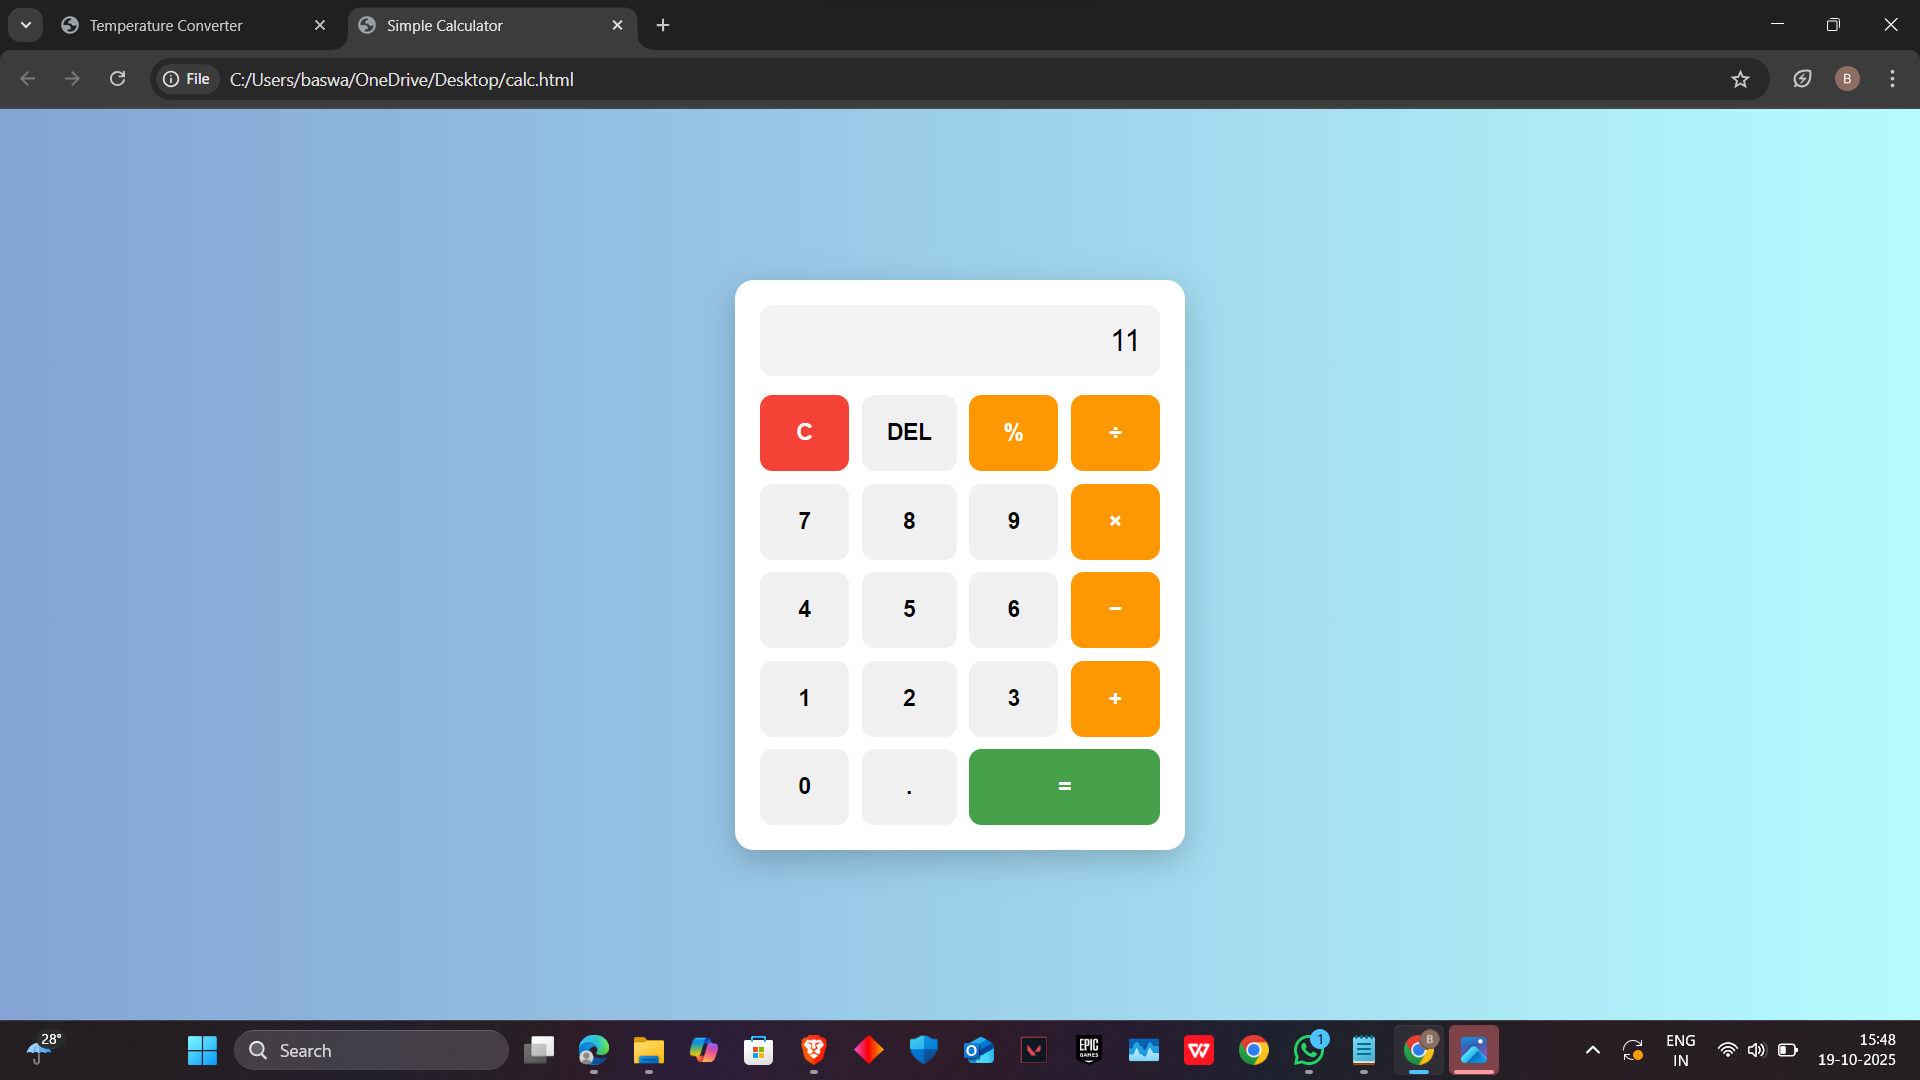 Temperature Converter
Simple Calculator
File C:/Users/baswa/OneDrive/Desktop/calc.html
B
11
C DEL % ÷
7 8 9 ×
4 5 6 −
1 2 3 +
0 . =
28°
Search
EPIC GAMES
1
B
ENG
IN
15:48
19-10-2025